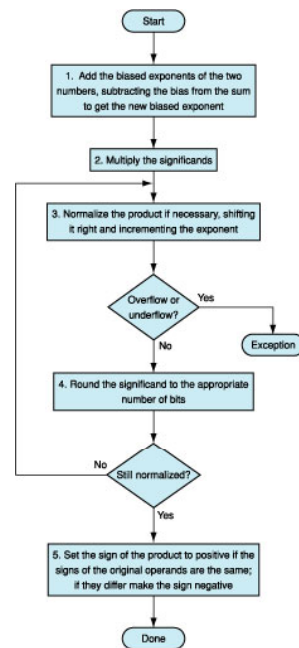 Start
1. Add the biased exponents of the two
numbers, subtracting the bias from the sum
to get the new biased exponent
2. Multiply the significands
3. Normalize the product if necessary, shifting
it right and incrementing the exponent
Overflow or
underflow?
Yes
Exception
No
4. Round the significand to the appropriate
number of bits
No
Still normalized?
Yes
5. Set the sign of the product to positive if the
signs of the original operands are the same;
if they differ make the sign negative
Done